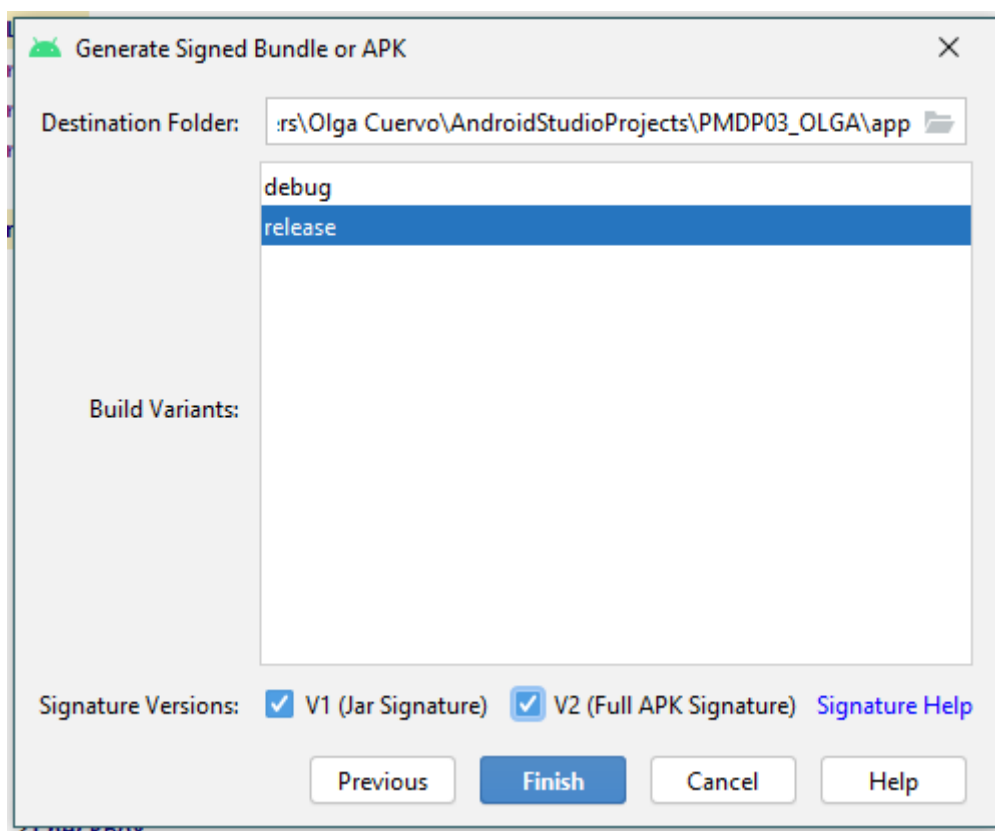 Generate Signed Bundle or APK
Destination Folder: :rs\Olga Cuervo\AndroidStudioProjects\PMDP03_OLGA\app
debug
release
Build Variants:
Signature Versions: V1 (Jar Signature) V2 (Full APK Signature) Signature Help
Previous Finish Cancel Help